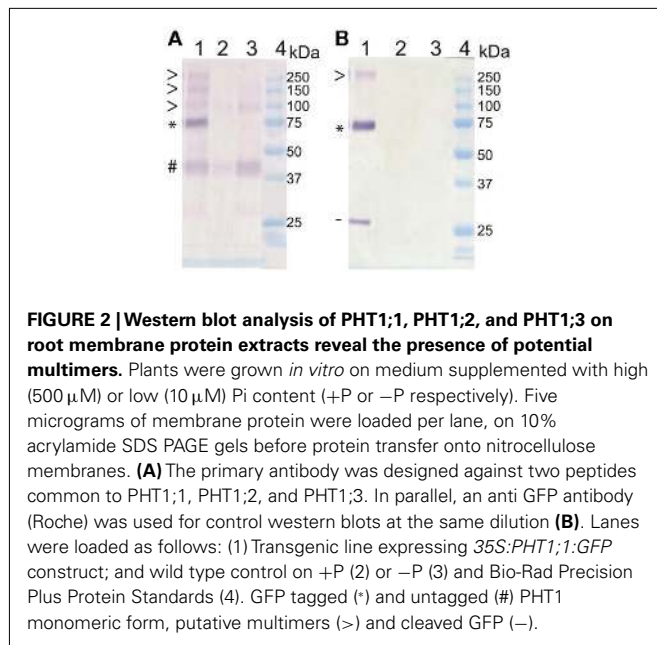 A 1 2 3 4 kDa
>
>
>
*
#
250
150
100
75
50
37
25
B 1 2 3 4
>
*
-
250
150
100
75
50
37
25
FIGURE 2 | Western blot analysis of PHT1;1, PHT1;2, and PHT1;3 on
root membrane protein extracts reveal the presence of potential
multimers. Plants were grown in vitro on medium supplemented with high
(500 μM) or low (10 μM) Pi content (+P or −P respectively). Five
micrograms of membrane protein were loaded per lane, on 10%
acrylamide SDS PAGE gels before protein transfer onto nitrocellulose
membranes. (A) The primary antibody was designed against two peptides
common to PHT1;1, PHT1;2, and PHT1;3. In parallel, an anti GFP antibody
(Roche) was used for control western blots at the same dilution (B). Lanes
were loaded as follows: (1) Transgenic line expressing 35S:PHT1;1:GFP
construct; and wild type control on +P (2) or −P (3) and Bio-Rad Precision
Plus Protein Standards (4). GFP tagged (*) and untagged (#) PHT1
monomeric form, putative multimers (>) and cleaved GFP (−).